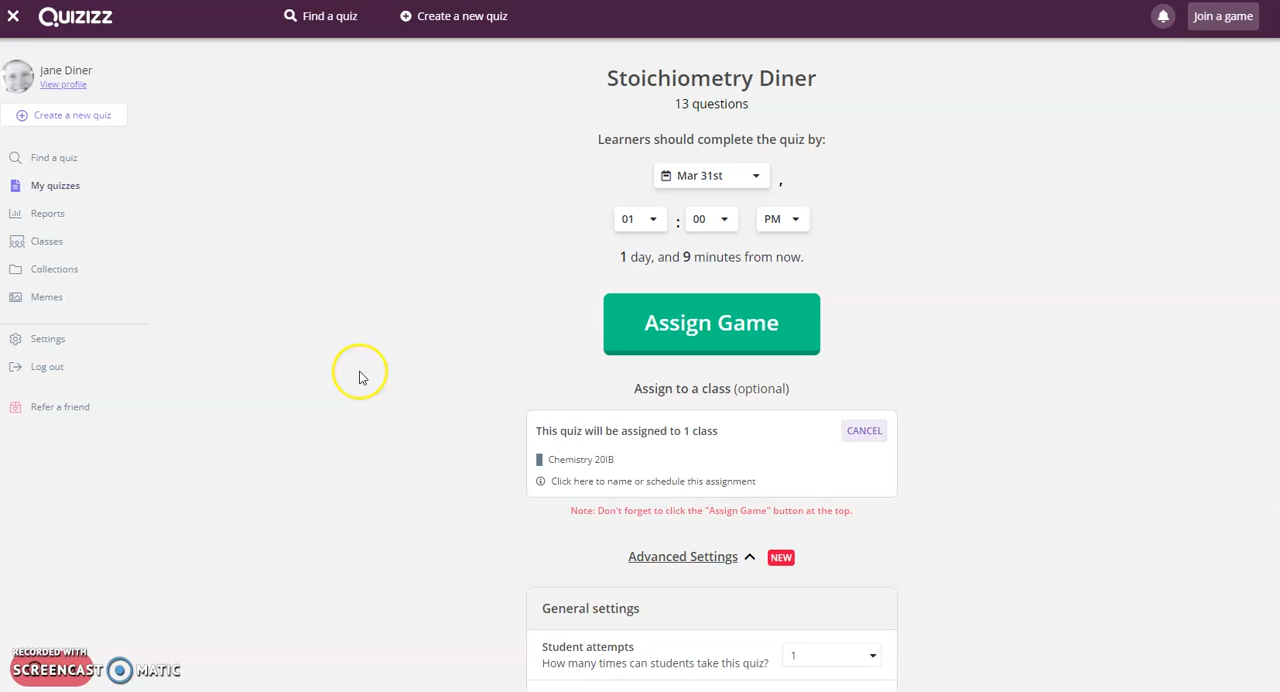 Quizizz
Find a quiz
Create a new quiz
Join a game
Jane Diner
View profile
Create a new quiz
Find a quiz
My quizzes
Reports
Classes
Collections
Memes
Settings
Log out
Refer a friend
Stoichiometry Diner
13 questions
Learners should complete the quiz by:
Mar 31st ,
01 : 00 PM
1 day, and 9 minutes from now.
Assign Game
Assign to a class (optional)
This quiz will be assigned to 1 class
CANCEL
Chemistry 20IB
Click here to name or schedule this assignment
Note: Don't forget to click the "Assign Game" button at the top.
Advanced Settings NEW
General settings
Student attempts
How many times can students take this quiz?
1
RECORDED WITH
SCREENCAST MATIC